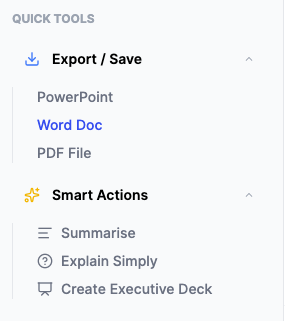 QUICK TOOLS
Export / Save
PowerPoint
Word Doc
PDF File
Smart Actions
Summarise
Explain Simply
Create Executive Deck